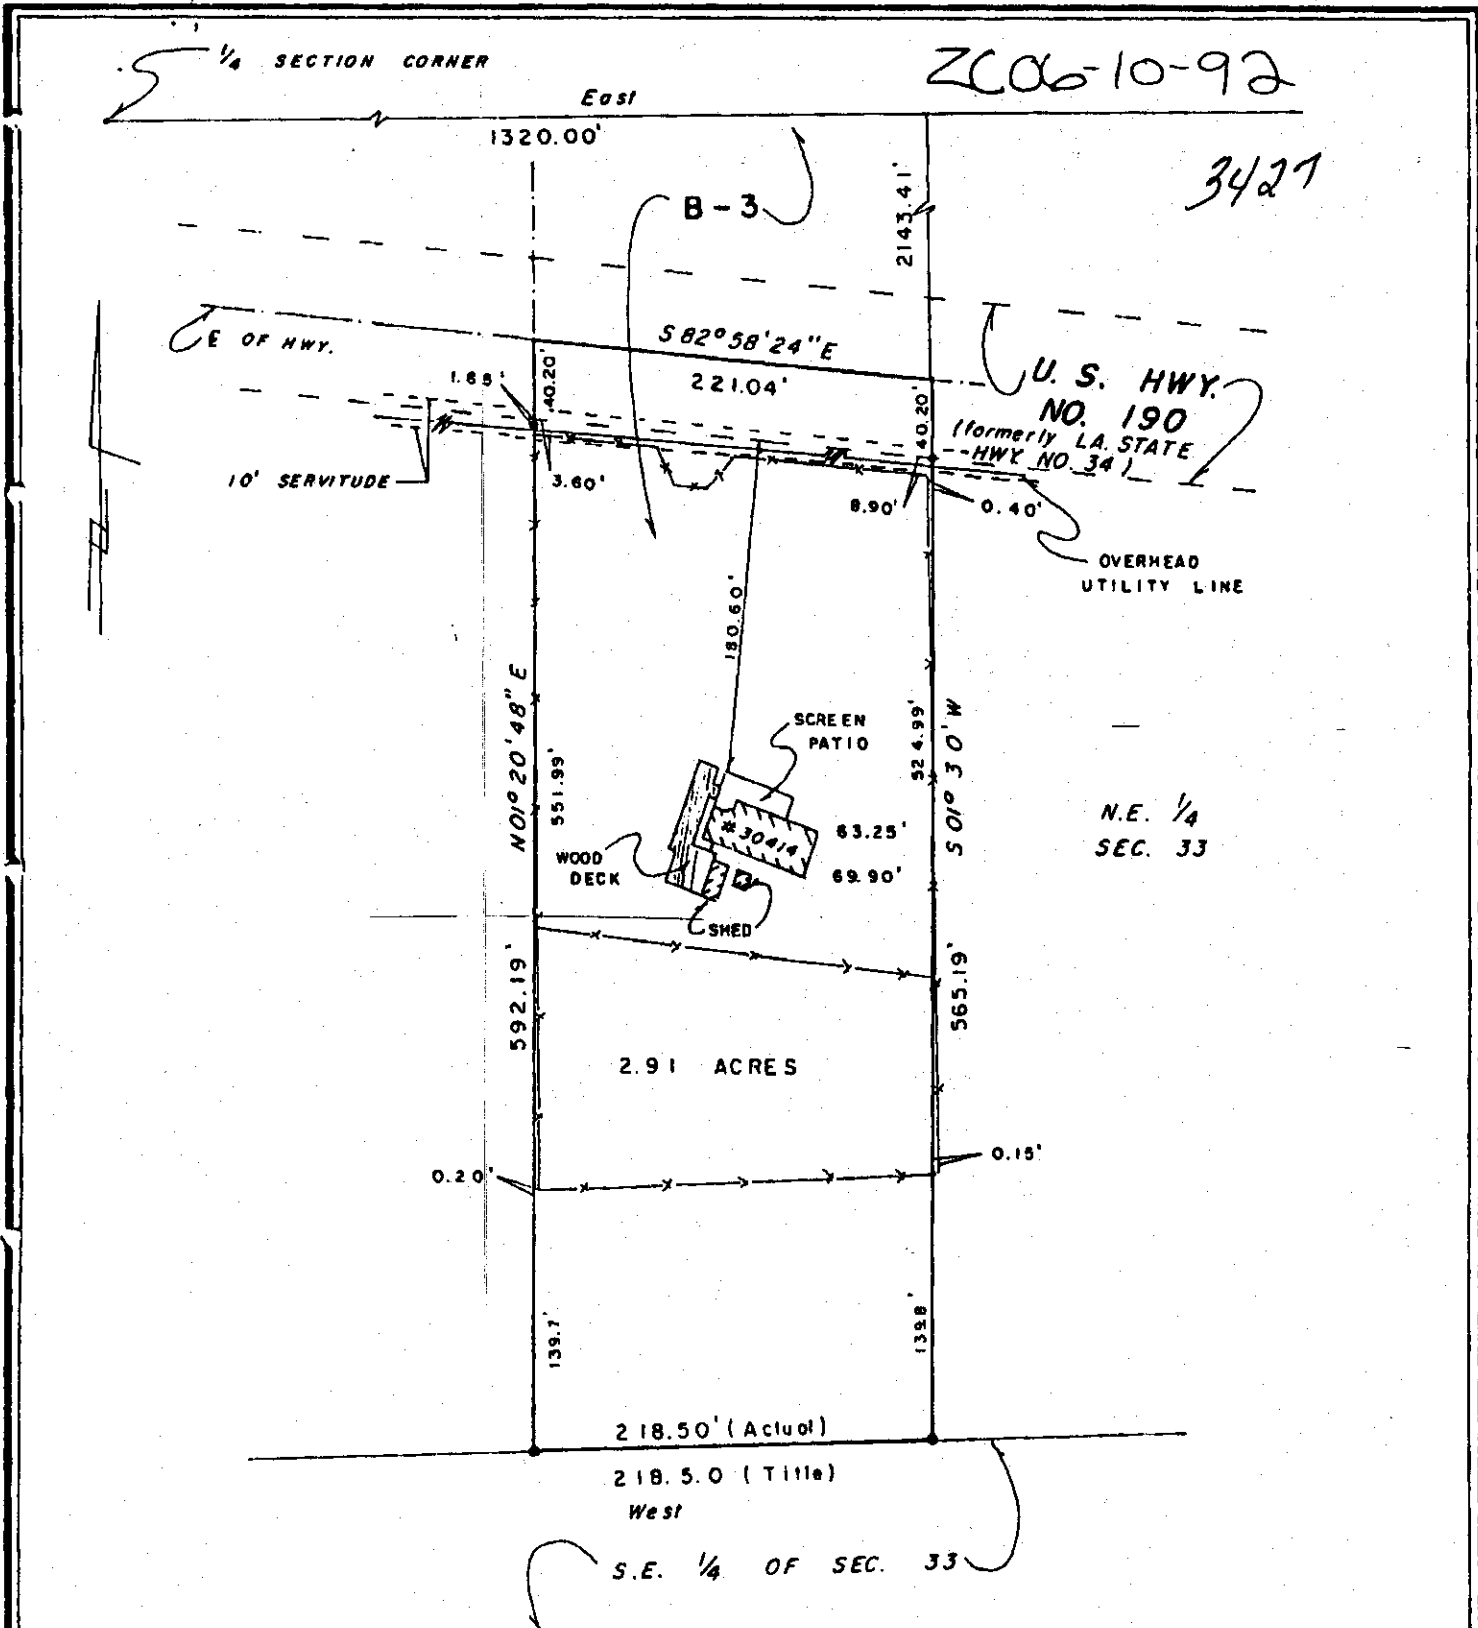 1/4 SECTION CORNER
ZC06-10-92
East
1320.00'
3427
B-3
2143.41'
℄ OF HWY.
S 82° 58' 24" E
221.04'
1.65'
40.20'
40.20'
U. S. HWY.
NO. 190
(formerly LA. STATE
HWY. NO. 34)
10' SERVITUDE
3.60'
8.90'
0.40'
OVERHEAD
UTILITY LINE
180.60'
N 01° 20' 48" E
551.99'
SCREEN
PATIO
524.99'
S 01° 30' W
N.E. 1/4
SEC. 33
# 30414
63.25'
69.90'
WOOD
DECK
SHED
592.19'
565.19'
2.91 ACRES
0.20'
0.15'
139.7'
139.8'
218.50' (Actual)
218.5.0 (Title)
West
S.E. 1/4 OF SEC. 33